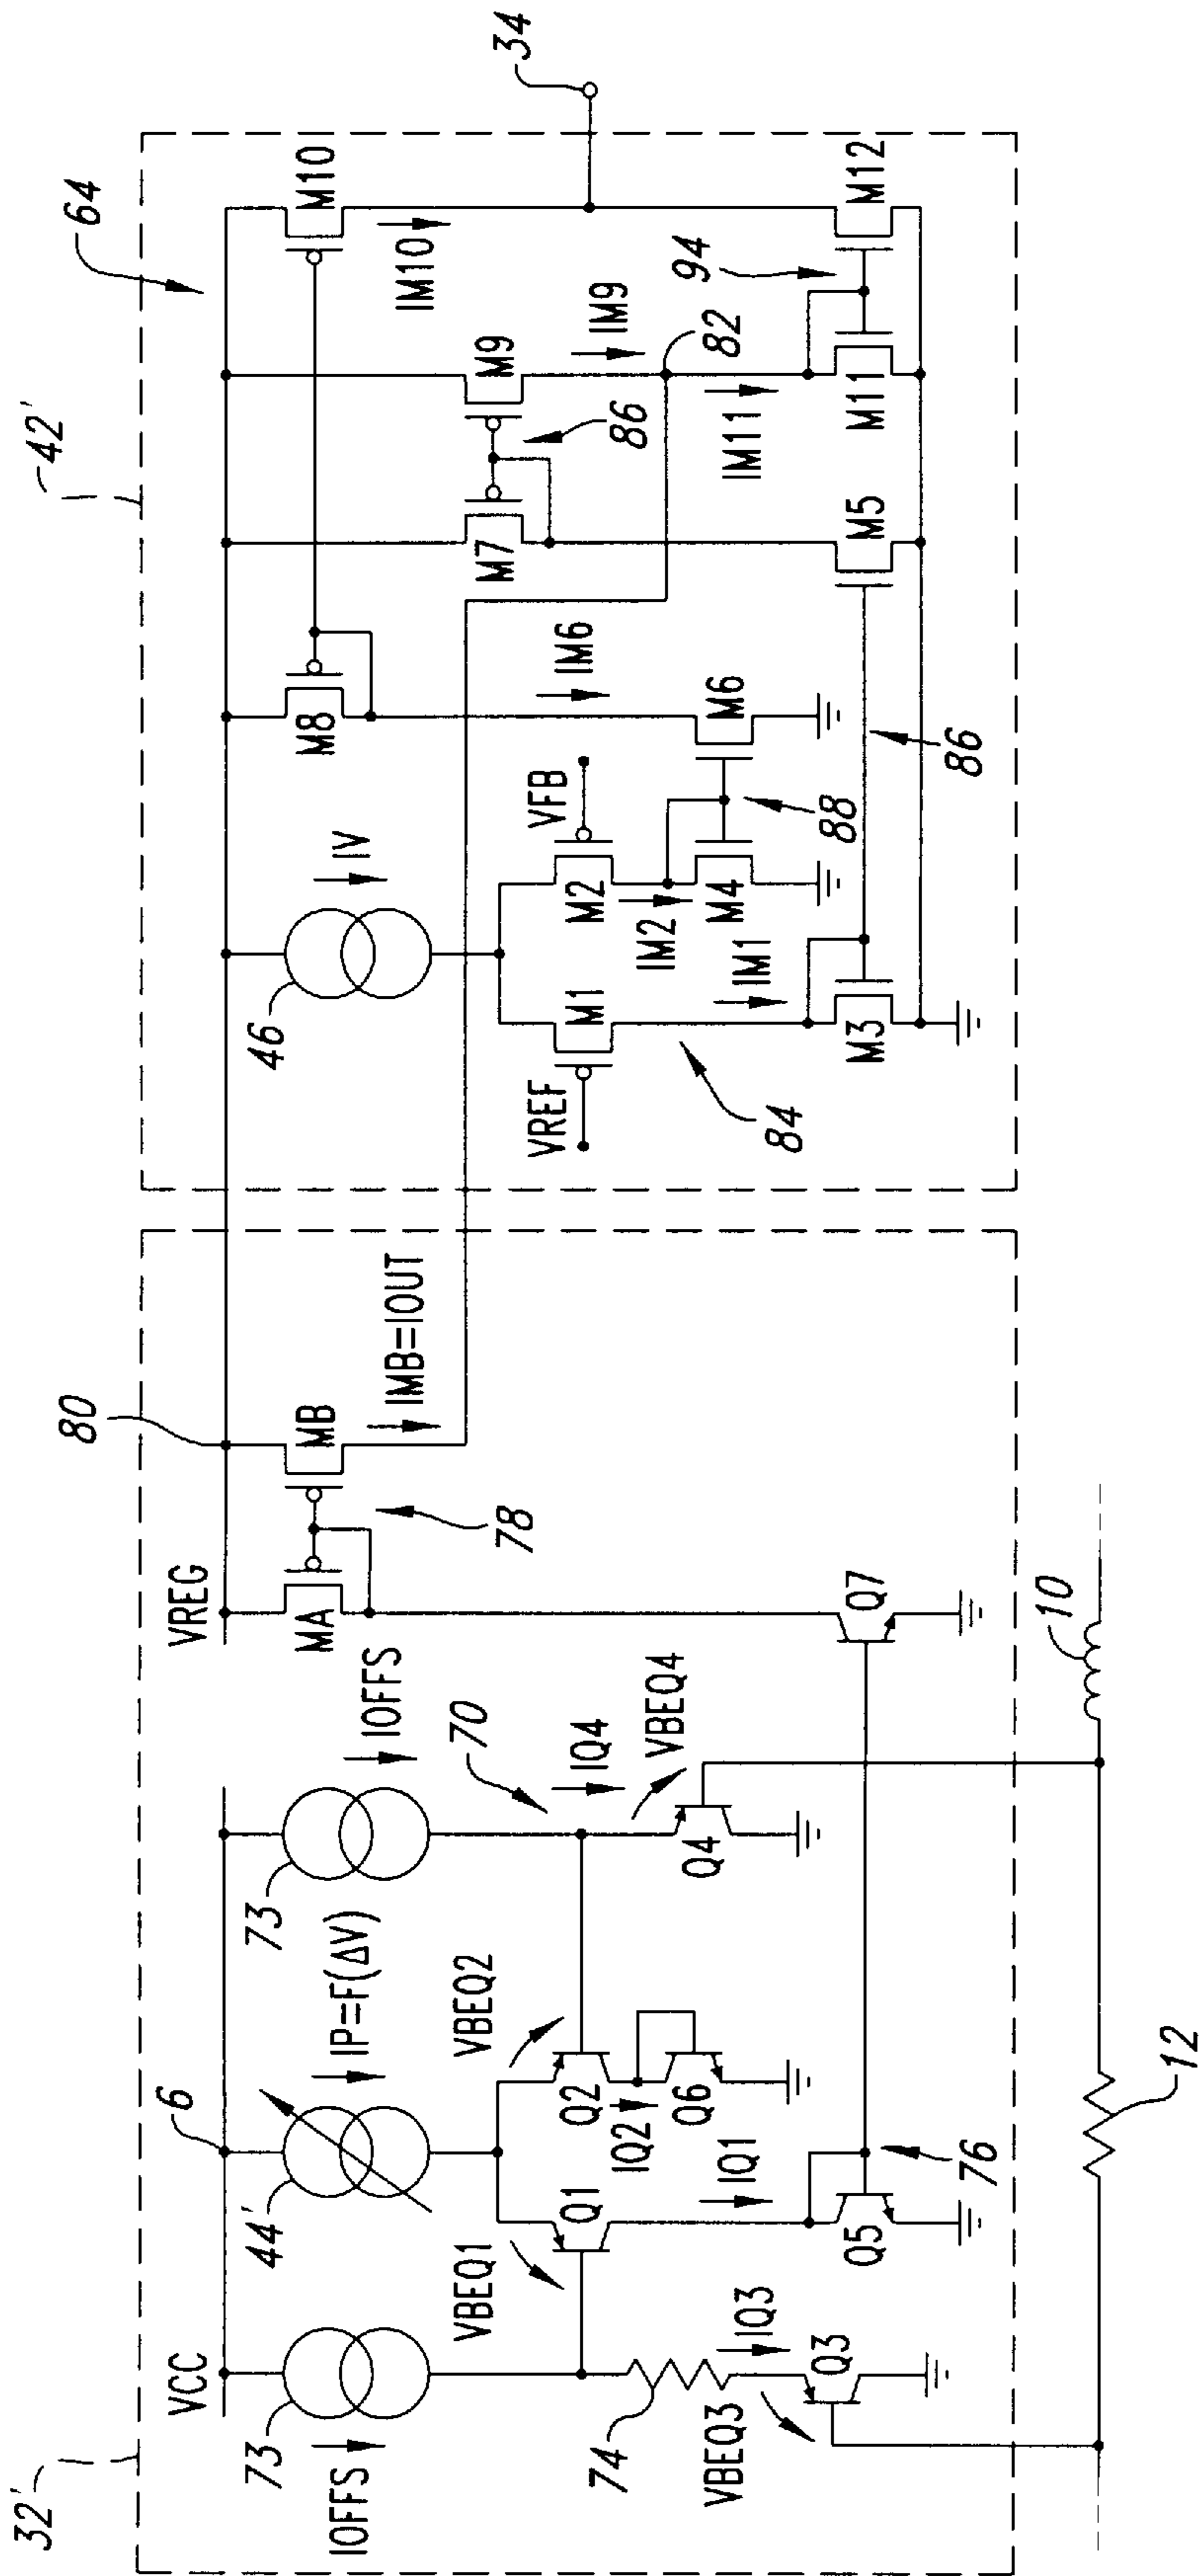 32'
42'
64
34
80
VCC
6
VREG
73
IOFFS
44'
IP=F(ΔV)
73
IOFFS
MA
MB
78
IMB=IOUT
46
IV
M8
M10
IM10
M7
M9
86
IM9
82
IM6
VBEQ1
VBEQ2
70
IQ4
VBEQ4
Q1
Q2
IQ2
Q6
Q4
VREF
M1
M2
VFB
IM2
M4
M6
88
84
IM1
IM11
94
74
IQ3
VBEQ3
Q3
IQ1
Q5
76
Q7
M3
86
M5
M11
M12
12
10